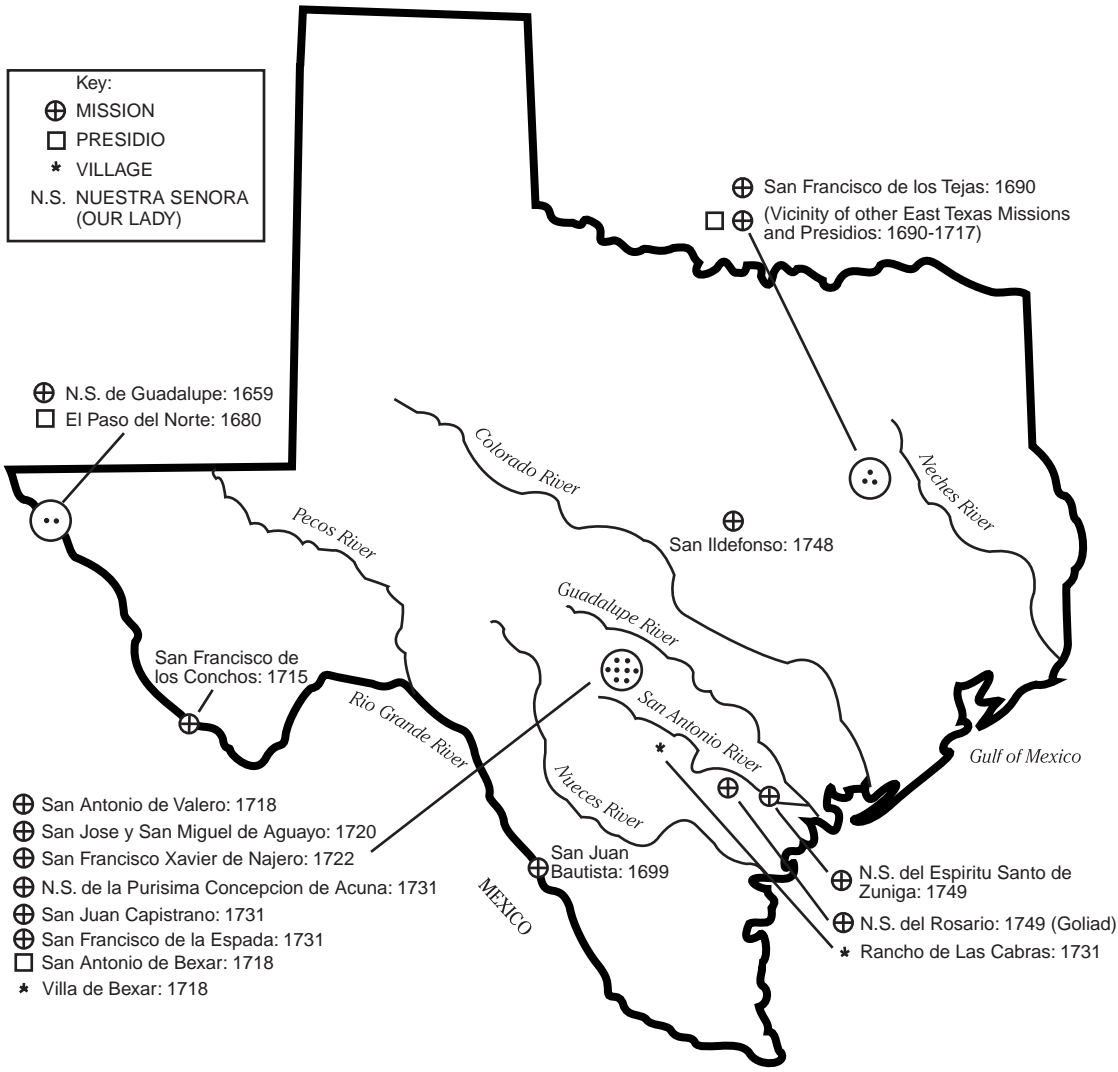 Key:
MISSION
PRESIDIO
* VILLAGE
N.S. NUESTRA SENORA
(OUR LADY)
San Francisco de los Tejas: 1690
(Vicinity of other East Texas Missions
and Presidios: 1690-1717)
N.S. de Guadalupe: 1659
El Paso del Norte: 1680
Colorado River
Neches River
Pecos River
San Ildefonso: 1748
Guadalupe River
San Francisco de
los Conchos: 1715
Rio Grande River
San Antonio River
*
Nueces River
Gulf of Mexico
San Antonio de Valero: 1718
San Jose y San Miguel de Aguayo: 1720
San Francisco Xavier de Najero: 1722
N.S. de la Purisima Concepcion de Acuna: 1731
San Juan Capistrano: 1731
San Francisco de la Espada: 1731
San Antonio de Bexar: 1718
* Villa de Bexar: 1718
San Juan
Bautista: 1699
MEXICO
N.S. del Espiritu Santo de
Zuniga: 1749
N.S. del Rosario: 1749 (Goliad)
* Rancho de Las Cabras: 1731